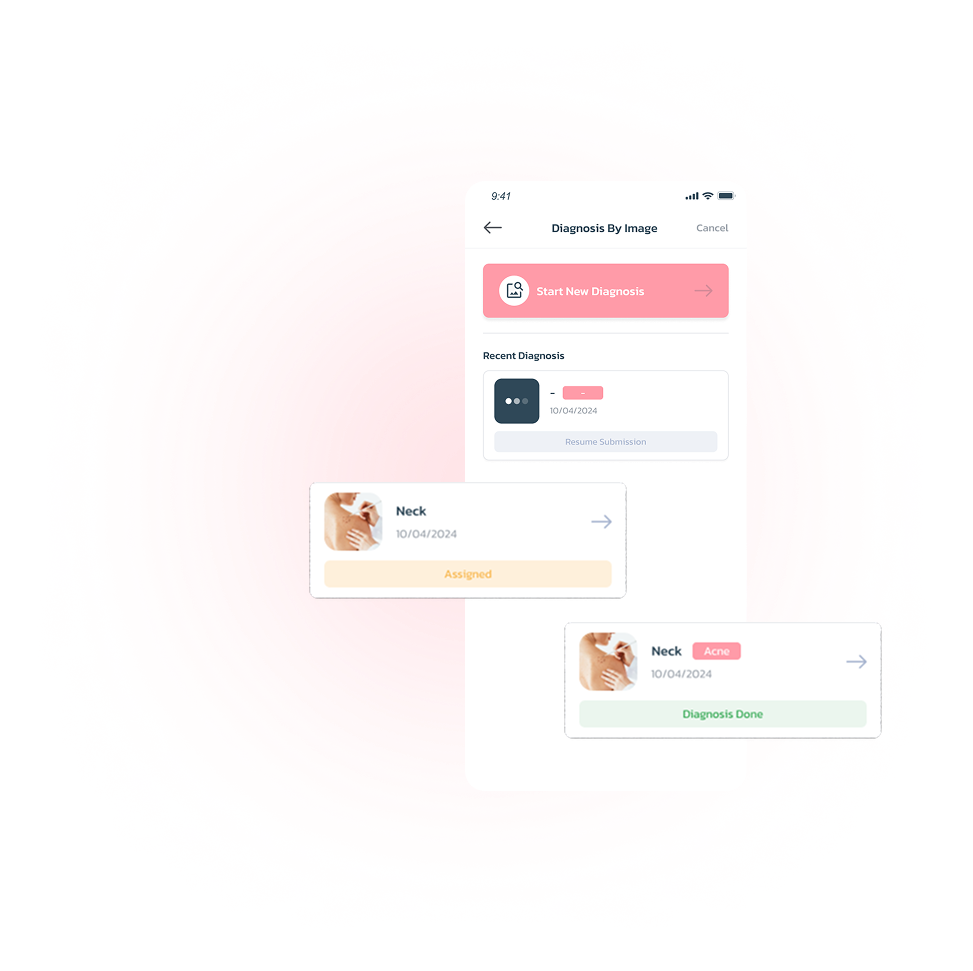 9:41
Diagnosis By Image
Cancel
Start New Diagnosis
Recent Diagnosis
- -
10/04/2024
Resume Submission
Neck
10/04/2024
Assigned
Neck Acne
10/04/2024
Diagnosis Done